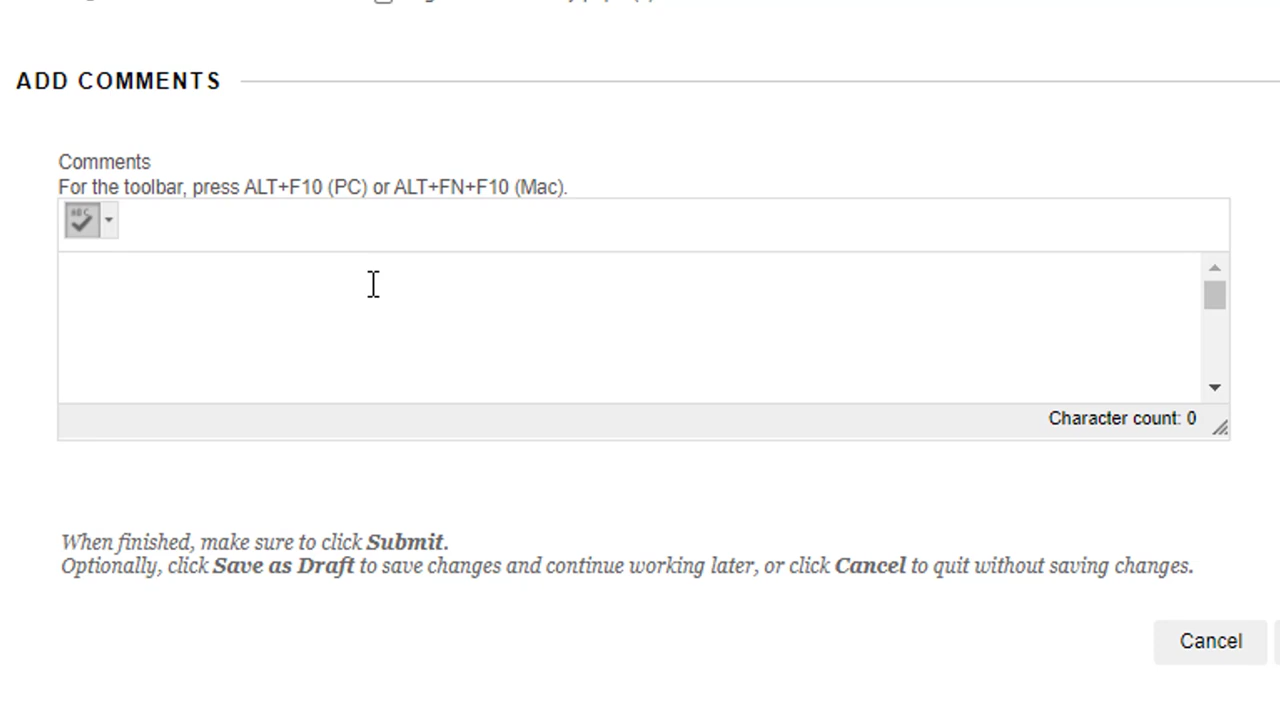 ADD COMMENTS
Comments
For the toolbar, press ALT+F10 (PC) or ALT+FN+F10 (Mac).
ABC
Character count: 0
When finished, make sure to click Submit.
Optionally, click Save as Draft to save changes and continue working later, or click Cancel to quit without saving changes.
Cancel